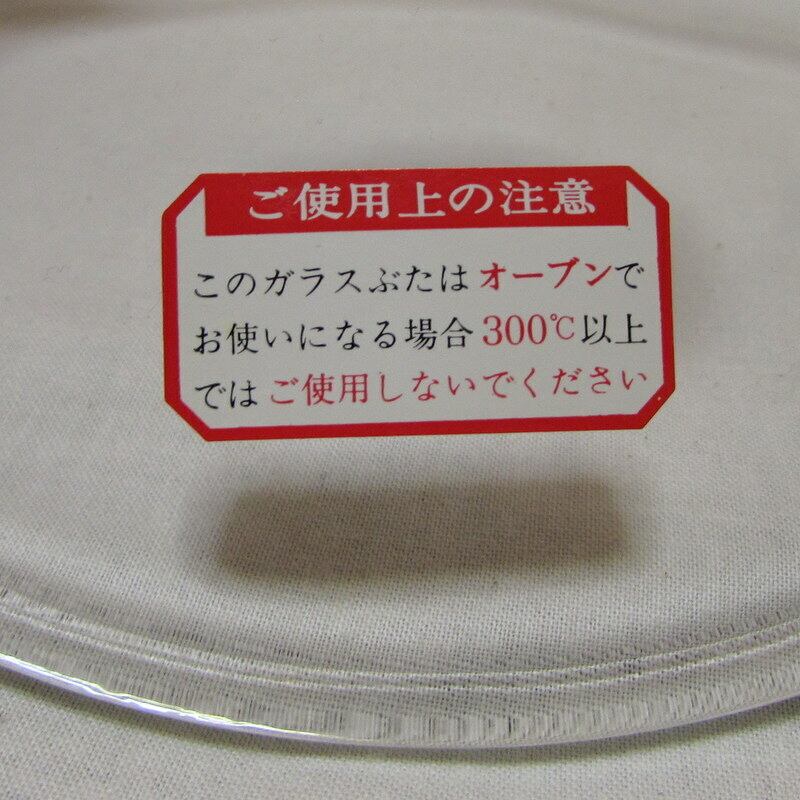 ご使用上の注意
このガラスぶたはオーブンで
お使いになる場合300℃以上
ではご使用しないでください